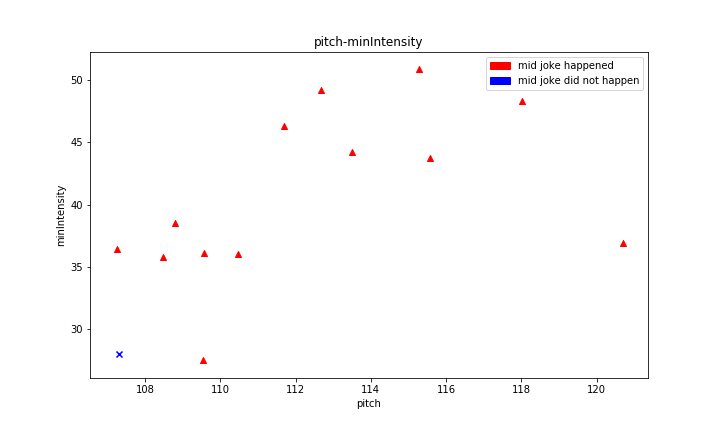 pitch-minIntensity
mid joke happened
mid joke did not happen
50
45
40
35
30
minIntensity
108
110
112
114
116
118
120
pitch